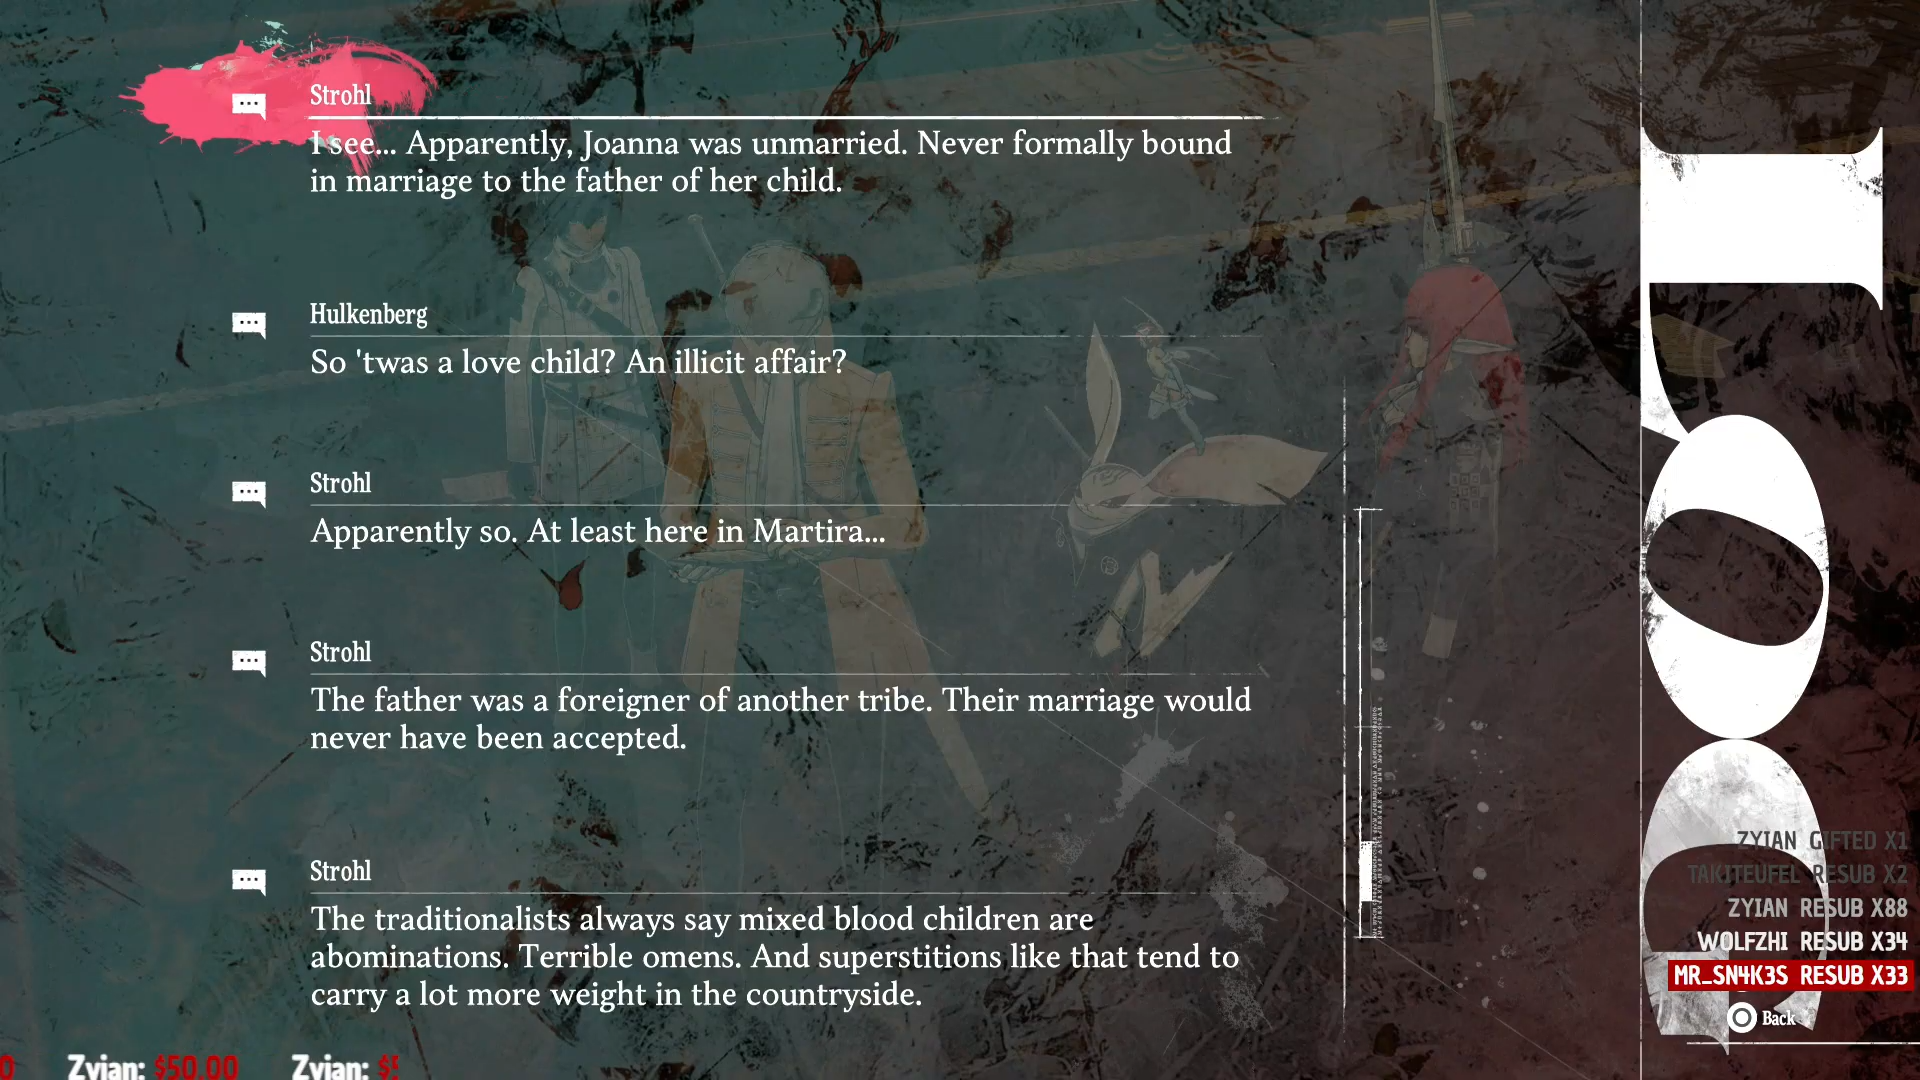 Strohl
I see... Apparently, Joanna was unmarried. Never formally bound
in marriage to the father of her child.
Hulkenberg
So 'twas a love child? An illicit affair?
Strohl
Apparently so. At least here in Martira...
Strohl
The father was a foreigner of another tribe. Their marriage would
never have been accepted.
Strohl
The traditionalists always say mixed blood children are
abominations. Terrible omens. And superstitions like that tend to
carry a lot more weight in the countryside.
LOG
ZYIAN GIFTED X1
TAKITEUFEL RESUB X2
ZYIAN RESUB X88
WOLFZHI RESUB X34
MR_SN4K3S RESUB X33
Back
0 Zyian: $50.00 Zyian: